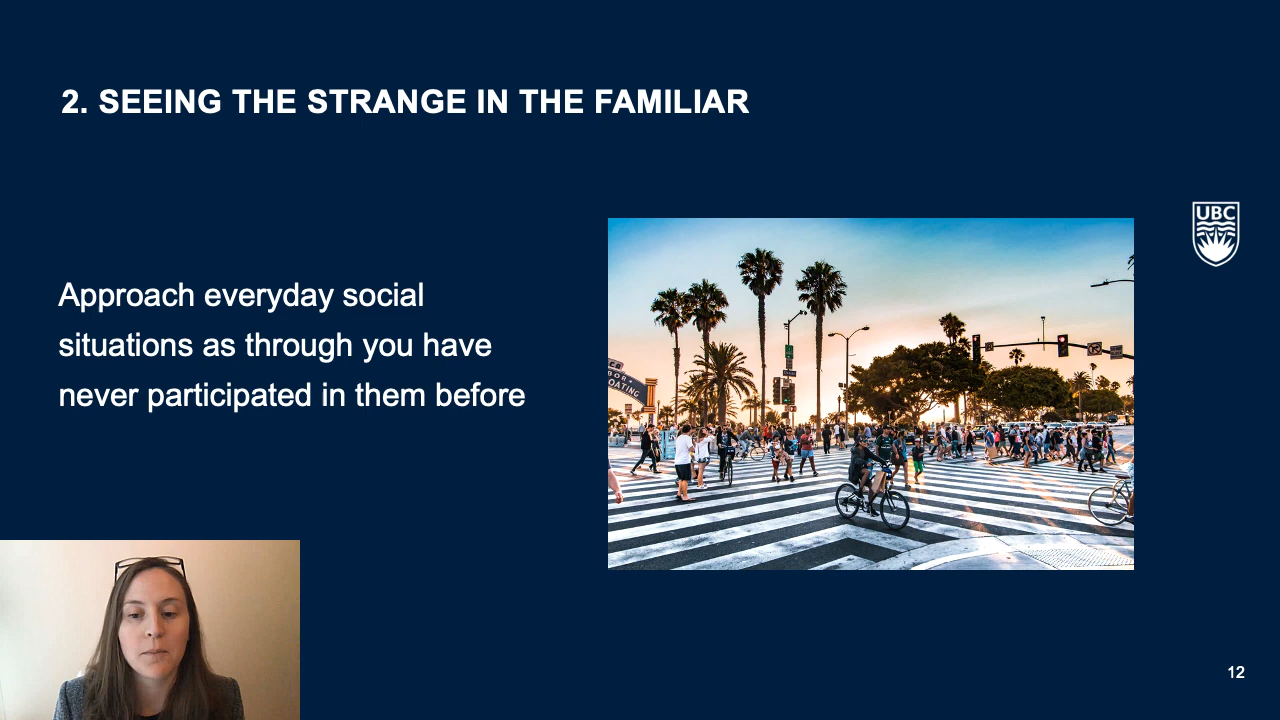 2. SEEING THE STRANGE IN THE FAMILIAR
UBC
Approach everyday social
situations as through you have
never participated in them before
OATING
12